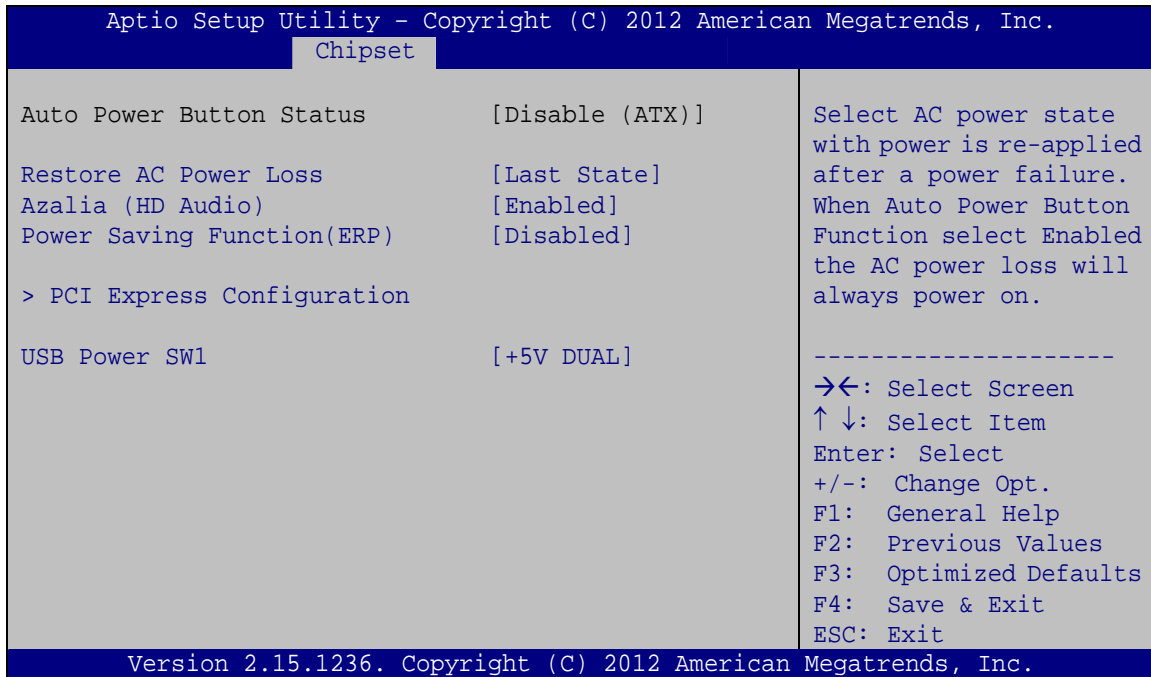 Aptio Setup Utility – Copyright (C) 2012 American Megatrends, Inc.
Chipset
Auto Power Button Status [Disable (ATX)]
Restore AC Power Loss [Last State]
Azalia (HD Audio) [Enabled]
Power Saving Function(ERP) [Disabled]
> PCI Express Configuration
USB Power SW1 [+5V DUAL]
Select AC power state
with power is re-applied
after a power failure.
When Auto Power Button
Function select Enabled
the AC power loss will
always power on.
---------------------
→←: Select Screen
↑ ↓: Select Item
Enter: Select
+/-: Change Opt.
F1: General Help
F2: Previous Values
F3: Optimized Defaults
F4: Save & Exit
ESC: Exit
Version 2.15.1236. Copyright (C) 2012 American Megatrends, Inc.